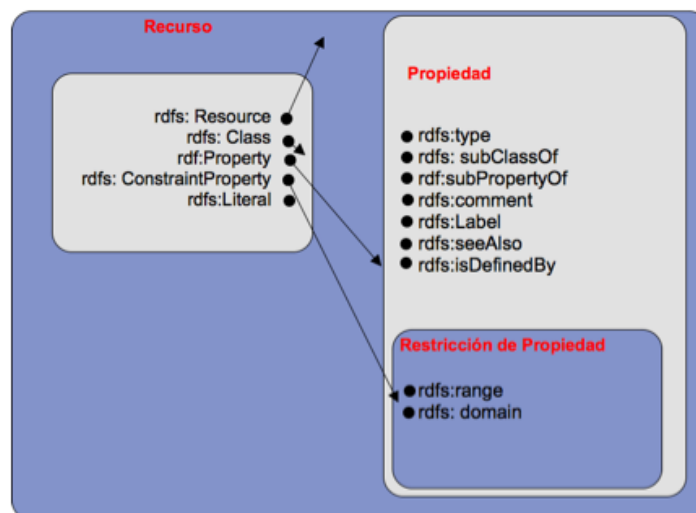 Recurso
rdfs: Resource
rdfs: Class
rdf:Property
rdfs: ConstraintProperty
rdfs:Literal
Propiedad
rdfs:type
rdfs: subClassOf
rdf:subPropertyOf
rdfs:comment
rdfs:Label
rdfs:seeAlso
rdfs:isDefinedBy
Restricción de Propiedad
rdfs:range
rdfs: domain